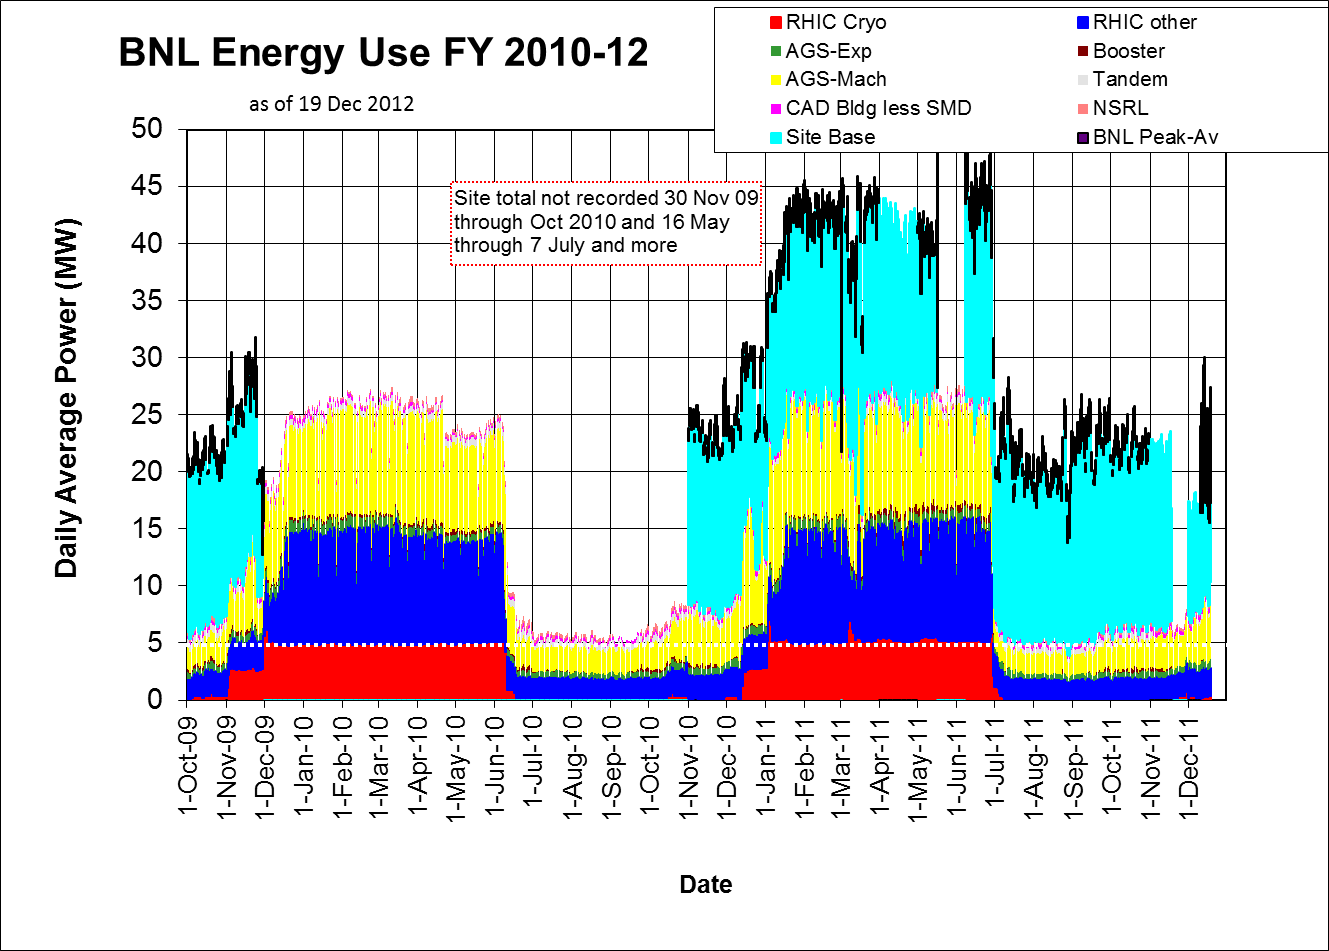 BNL Energy Use FY 2010-12
as of 19 Dec 2012
RHIC Cryo
RHIC other
AGS-Exp
Booster
AGS-Mach
Tandem
CAD Bldg less SMD
NSRL
Site Base
BNL Peak-Av
Site total not recorded 30 Nov 09
through Oct 2010 and 16 May
through 7 July and more
Daily Average Power (MW)
50
45
40
35
30
25
20
15
10
5
0
1-Oct-09
1-Nov-09
1-Dec-09
1-Jan-10
1-Feb-10
1-Mar-10
1-Apr-10
1-May-10
1-Jun-10
1-Jul-10
1-Aug-10
1-Sep-10
1-Oct-10
1-Nov-10
1-Dec-10
1-Jan-11
1-Feb-11
1-Mar-11
1-Apr-11
1-May-11
1-Jun-11
1-Jul-11
1-Aug-11
1-Sep-11
1-Oct-11
1-Nov-11
1-Dec-11
Date